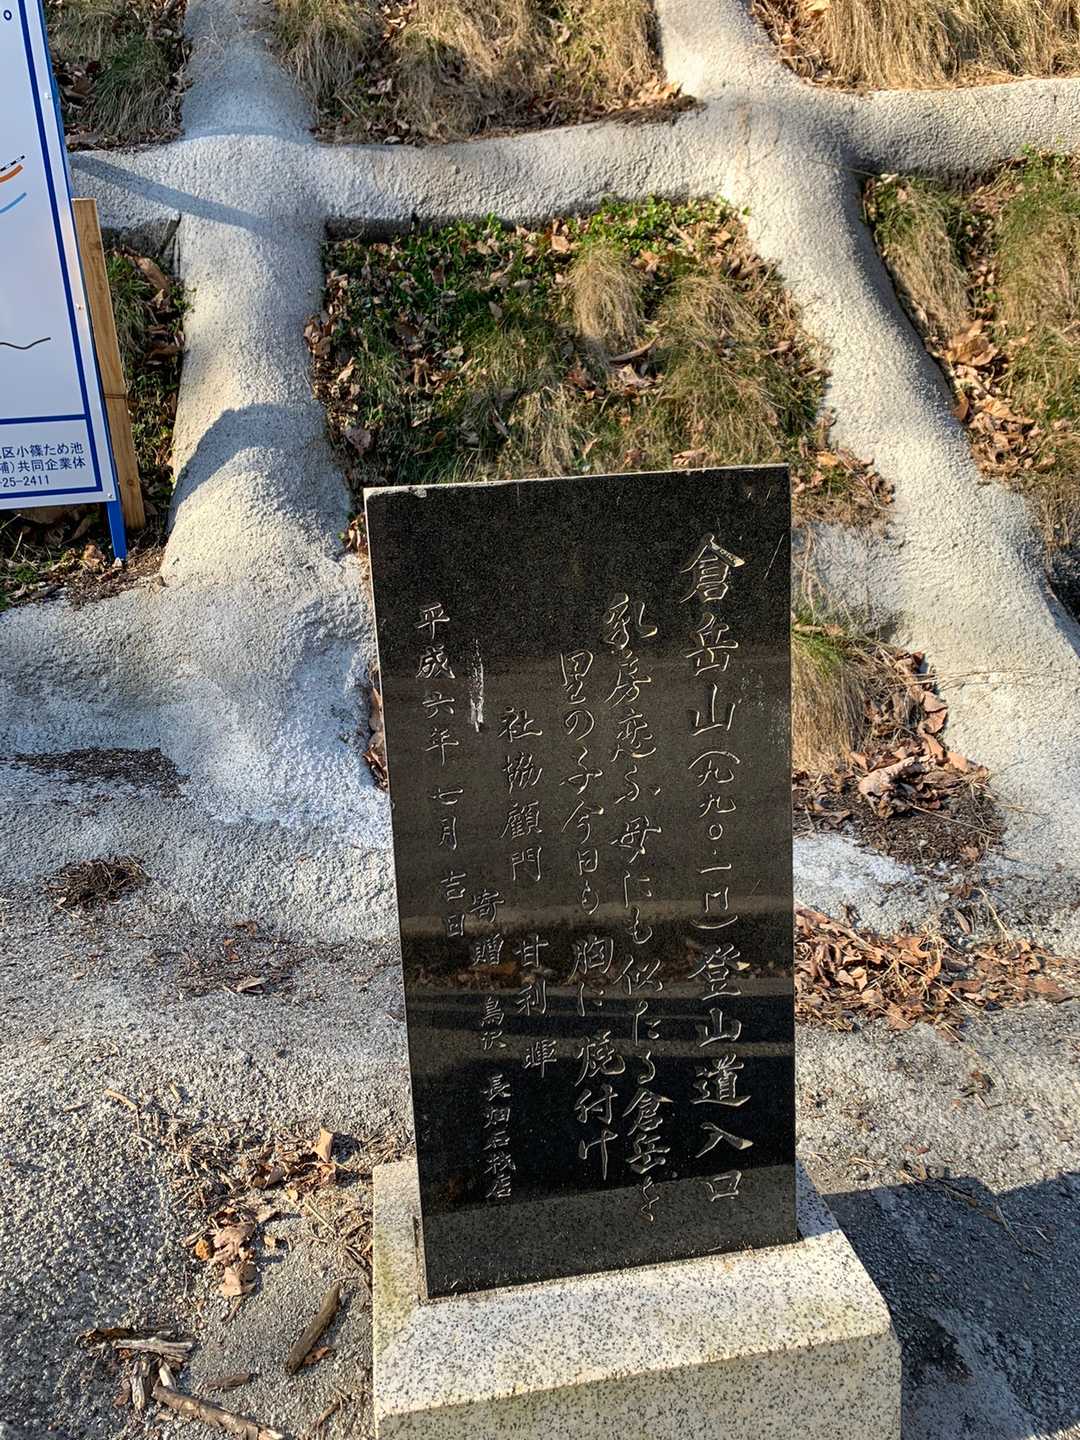 倉岳山(九九〇・一m)登山道入口
乳房恋ふ母にも似たる倉岳を
里の子今日も胸に焼付け
社協顧問 甘利暉
寄贈 鳥沢 長畑石材店
平成六年七月吉日
区小篠ため池
共同企業体
-25-2411